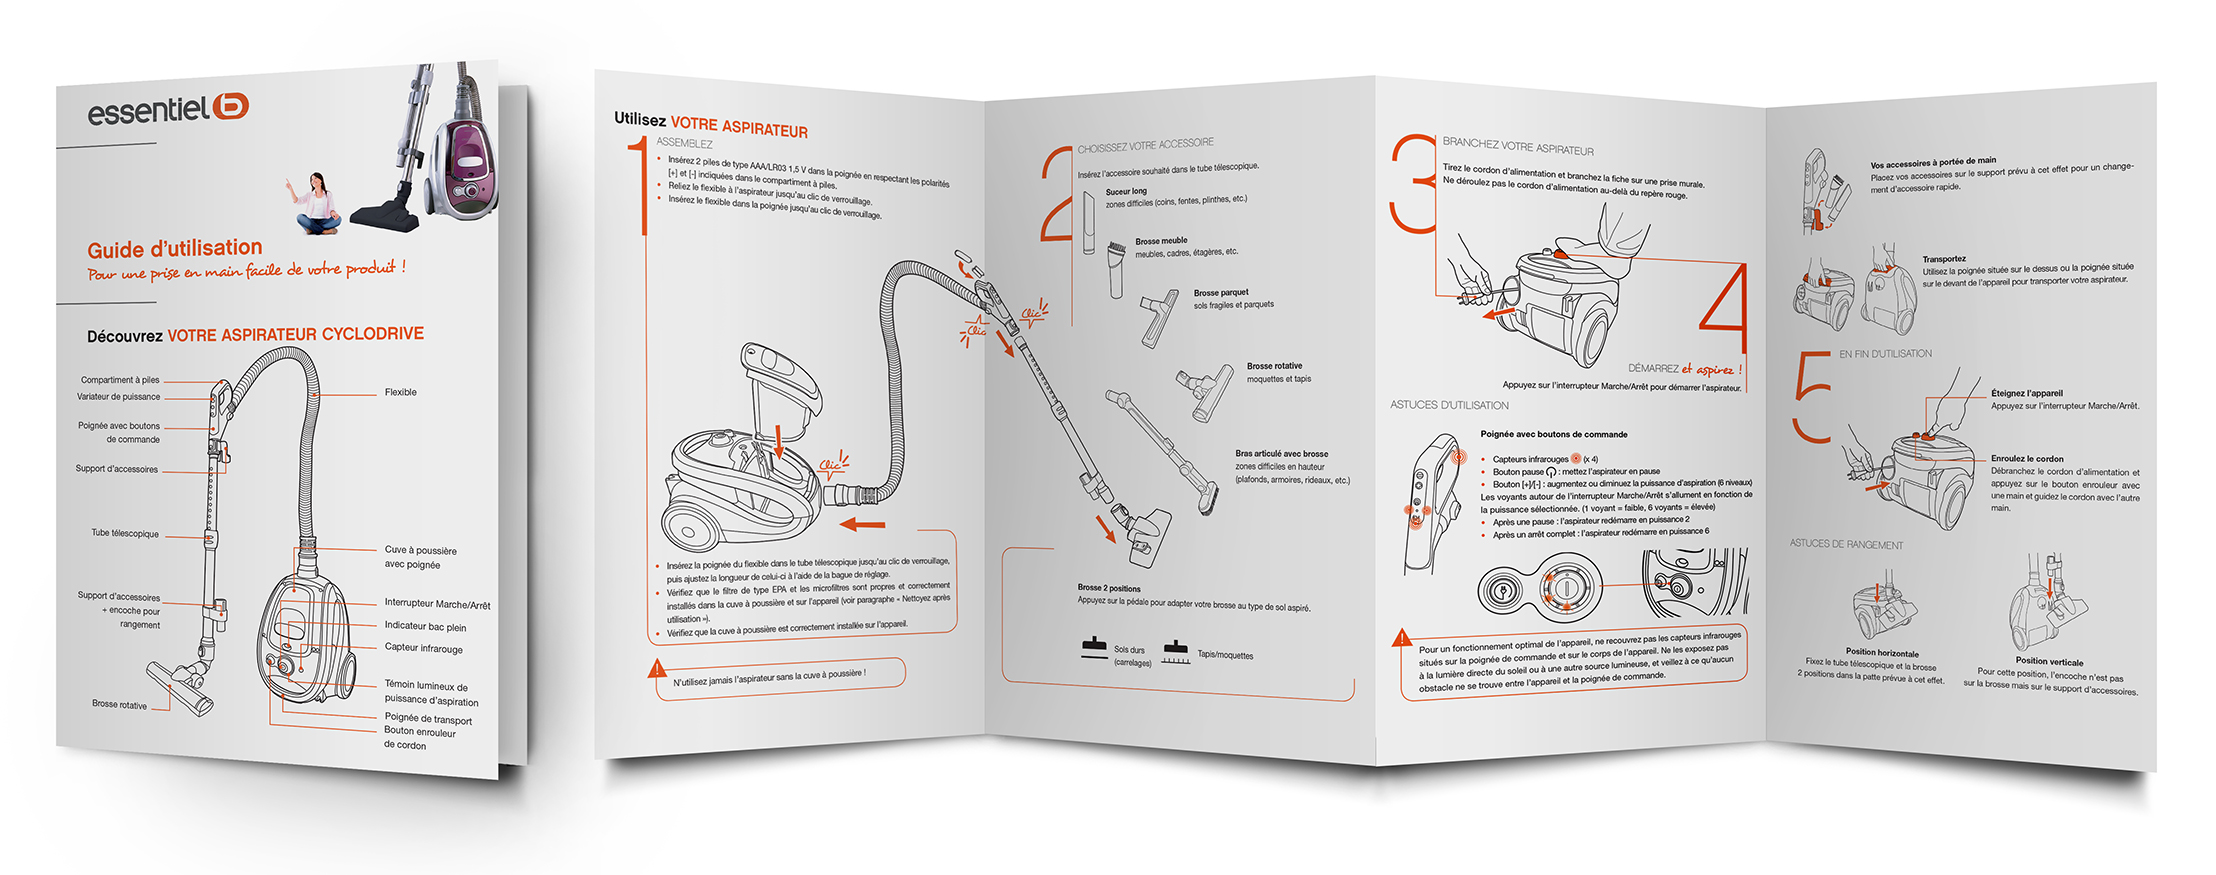 essentiel b
Guide d'utilisation
Pour une prise en main facile de votre produit !
Découvrez VOTRE ASPIRATEUR CYCLODRIVE
Compartiment à piles
Variateur de puissance
Poignée avec boutons
de commande
Support d'accessoires
Tube télescopique
Support d'accessoires
+ encoche pour
rangement
Brosse rotative
Flexible
Cuve à poussière
avec poignée
Interrupteur Marche/Arrêt
Indicateur bac plein
Capteur infrarouge
Témoin lumineux de
puissance d'aspiration
Poignée de transport
Bouton enrouleur
de cordon
Utilisez VOTRE ASPIRATEUR
1
ASSEMBLEZ
• Insérez 2 piles de type AAA/LR03 1,5 V dans la poignée en respectant les polarités
[+] et [-] indiquées dans le compartiment à piles.
• Reliez le flexible à l'aspirateur jusqu'au clic de verrouillage.
• Insérez le flexible dans la poignée jusqu'au clic de verrouillage.
Clic
Clic
Clic
• Insérez la poignée du flexible dans le tube télescopique jusqu'au clic de verrouillage,
puis ajustez la longueur de celui-ci à l'aide de la bague de réglage.
• Vérifiez que le filtre de type EPA et les microfiltres sont propres et correctement
installés dans la cuve à poussière et sur l'appareil (voir paragraphe « Nettoyez après
utilisation »).
• Vérifiez que la cuve à poussière est correctement installée sur l'appareil.
N'utilisez jamais l'aspirateur sans la cuve à poussière !
2
CHOISISSEZ VOTRE ACCESSOIRE
Insérez l'accessoire souhaité dans le tube télescopique.
Suceur long
zones difficiles (coins, fentes, plinthes, etc.)
Brosse meuble
meubles, cadres, étagères, etc.
Brosse parquet
sols fragiles et parquets
Brosse rotative
moquettes et tapis
Bras articulé avec brosse
zones difficiles en hauteur
(plafonds, armoires, rideaux, etc.)
Brosse 2 positions
Appuyez sur la pédale pour adapter votre brosse au type de sol aspiré.
Sols durs
(carrelages)
Tapis/moquettes
3
BRANCHEZ VOTRE ASPIRATEUR
Tirez le cordon d'alimentation et branchez la fiche sur une prise murale.
Ne déroulez pas le cordon d'alimentation au-delà du repère rouge.
4
DÉMARREZ et aspirez !
Appuyez sur l'interrupteur Marche/Arrêt pour démarrer l'aspirateur.
ASTUCES D'UTILISATION
Poignée avec boutons de commande
• Capteurs infrarouges (x 4)
• Bouton pause : mettez l'aspirateur en pause
• Bouton [+]/[-] : augmentez ou diminuez la puissance d'aspiration (6 niveaux)
Les voyants autour de l'interrupteur Marche/Arrêt s'allument en fonction de
la puissance sélectionnée. (1 voyant = faible, 6 voyants = élevée)
• Après une pause : l'aspirateur redémarre en puissance 2
• Après un arrêt complet : l'aspirateur redémarre en puissance 6
Pour un fonctionnement optimal de l'appareil, ne recouvrez pas les capteurs infrarouges
situés sur la poignée de commande et sur le corps de l'appareil. Ne les exposez pas
à la lumière directe du soleil ou à une autre source lumineuse, et veillez à ce qu'aucun
obstacle ne se trouve entre l'appareil et la poignée de commande.
Vos accessoires à portée de main
Placez vos accessoires sur le support prévu à cet effet pour un change-
ment d'accessoire rapide.
Transportez
Utilisez la poignée située sur le dessus ou la poignée située
sur le devant de l'appareil pour transporter votre aspirateur.
5
EN FIN D'UTILISATION
Éteignez l'appareil
Appuyez sur l'interrupteur Marche/Arrêt.
Enroulez le cordon
Débranchez le cordon d'alimentation et
appuyez sur le bouton enrouleur avec
une main et guidez le cordon avec l'autre
main.
ASTUCES DE RANGEMENT
Position horizontale
Fixez le tube télescopique et la brosse
2 positions dans la patte prévue à cet effet.
Position verticale
Pour cette position, l'encoche n'est pas
sur la brosse mais sur le support d'accessoires.